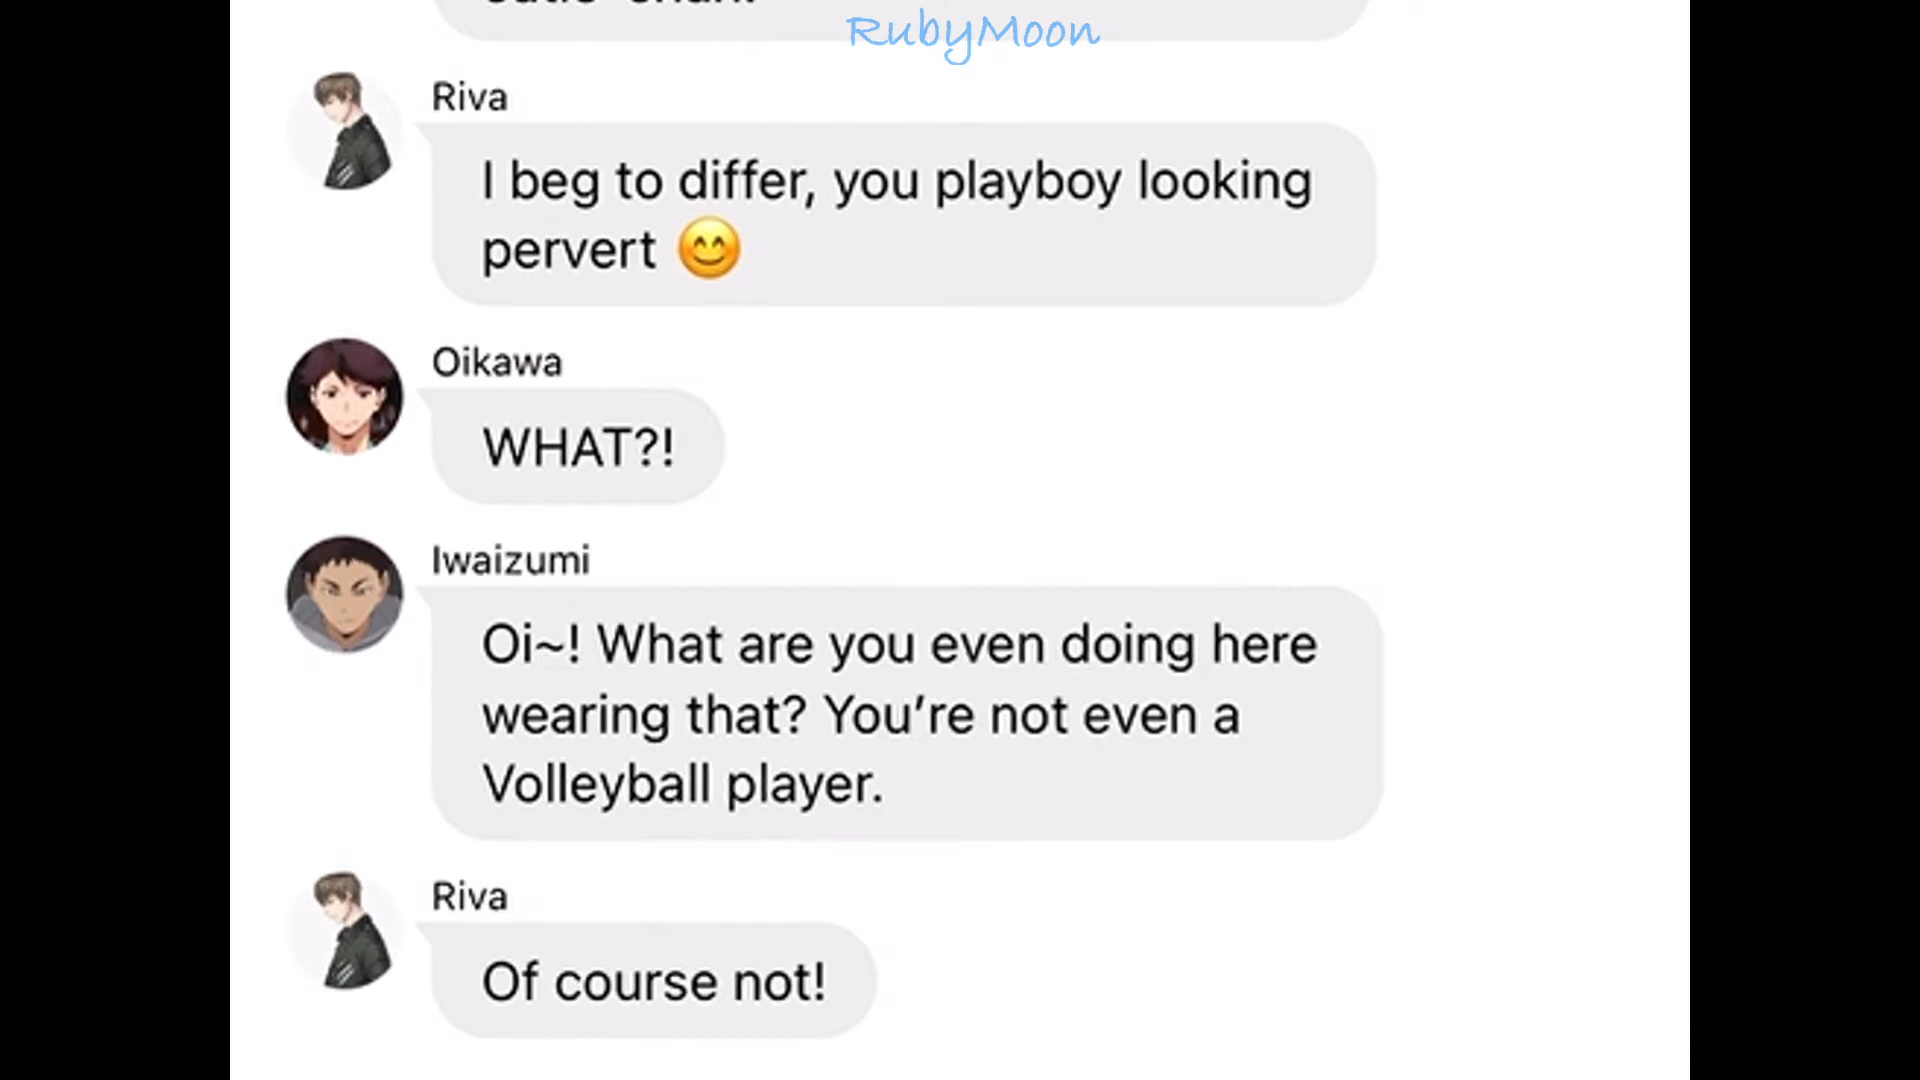 RubyMoon
Riva
I beg to differ, you playboy looking
pervert 😊
Oikawa
WHAT?!
Iwaizumi
Oi~! What are you even doing here
wearing that? You're not even a
Volleyball player.
Riva
Of course not!